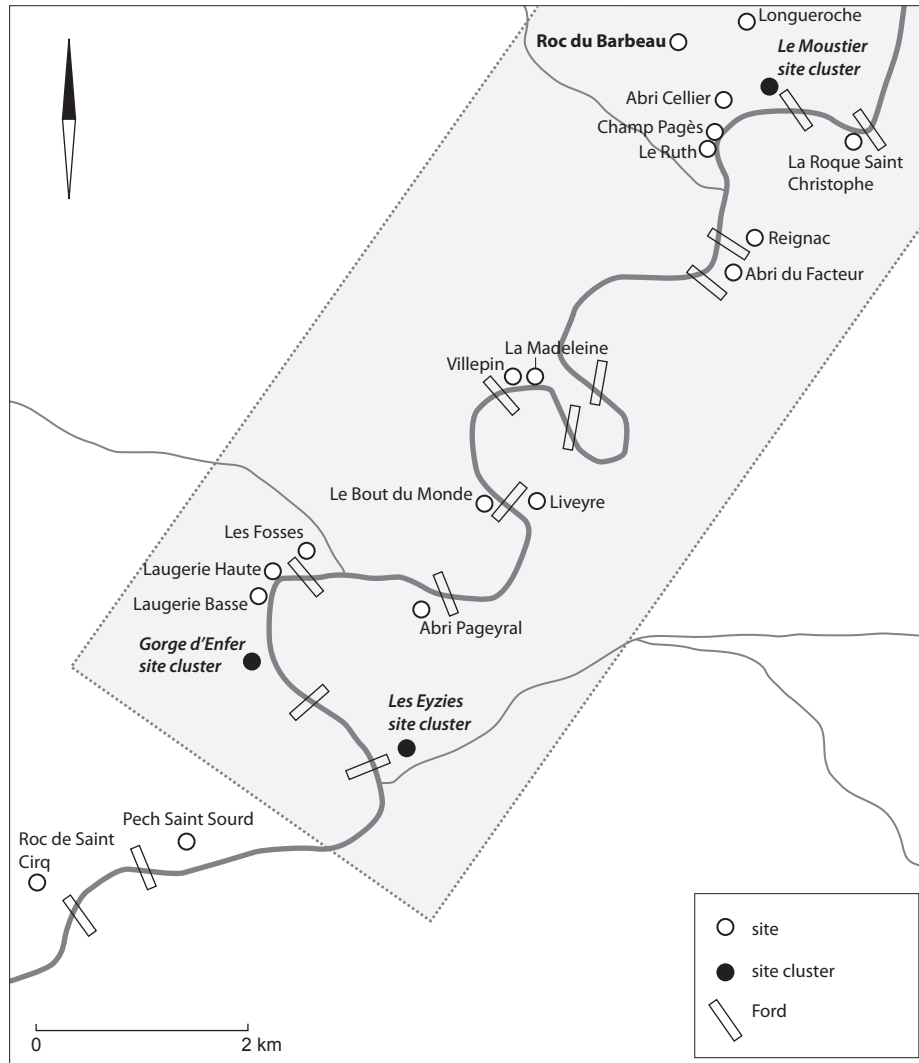 Longueroche
Roc du Barbeau
Le Moustier
site cluster
Abri Cellier
Champ Pagès
Le Ruth
La Roque Saint
Christophe
Reignac
Abri du Facteur
La Madeleine
Villepin
Le Bout du Monde
Liveyre
Les Fosses
Laugerie Haute
Laugerie Basse
Abri Pageyral
Gorge d’Enfer
site cluster
Les Eyzies
site cluster
Pech Saint Sourd
Roc de Saint
Cirq
site
site cluster
Ford
0
2 km